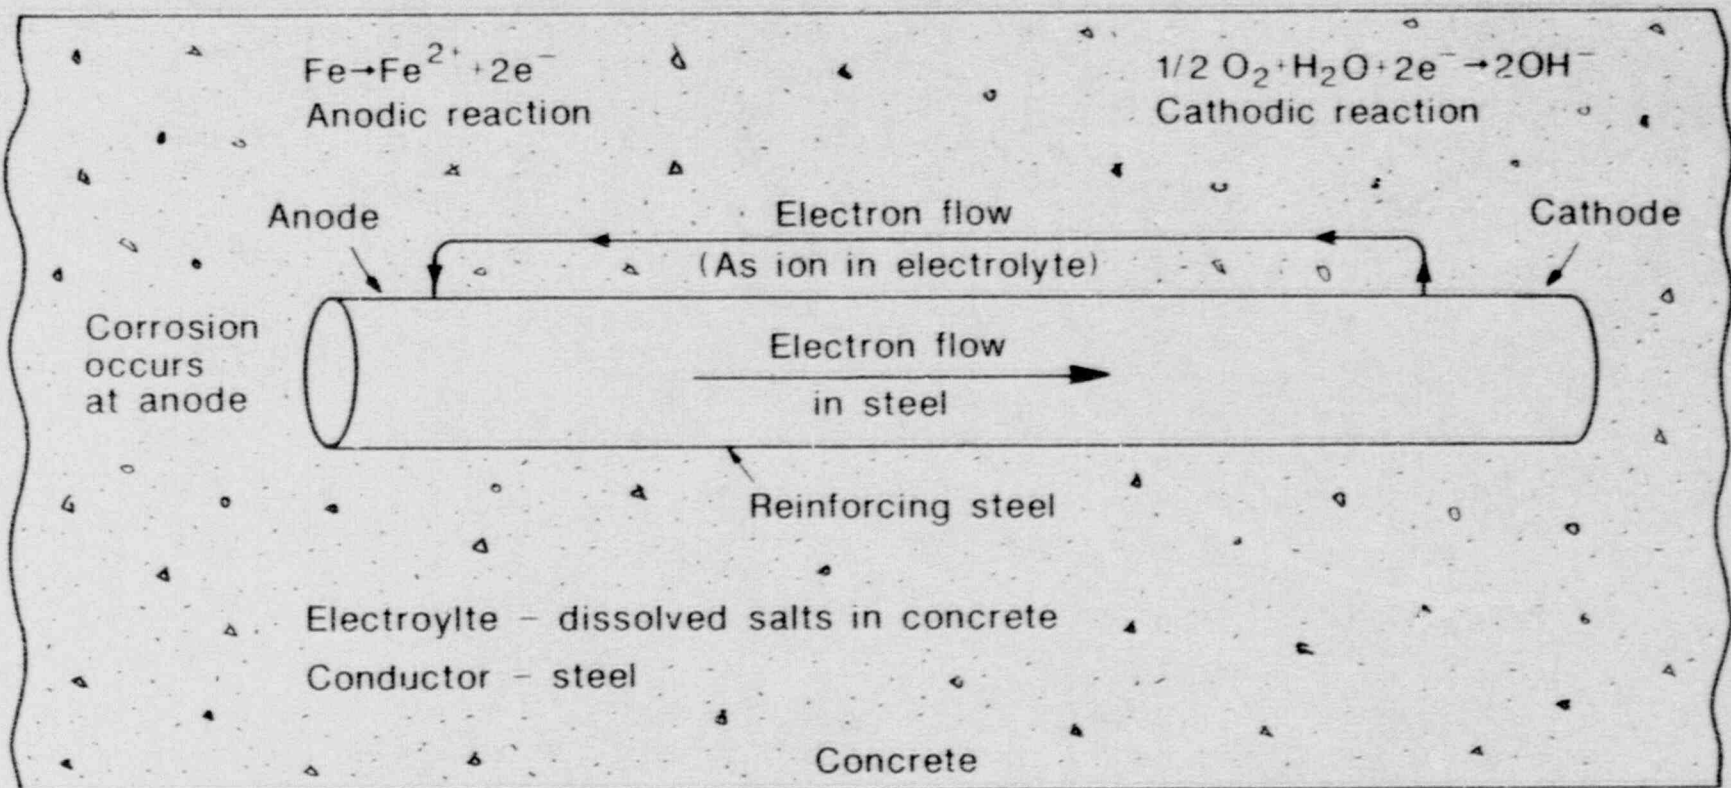 Fe→Fe²⁺+2e⁻
Anodic reaction
1/2 O₂+H₂O+2e⁻→2OH⁻
Cathodic reaction
Anode
Electron flow
(As ion in electrolyte)
Cathode
Corrosion
occurs
at anode
Electron flow
in steel
Reinforcing steel
Electroylte – dissolved salts in concrete
Conductor – steel
Concrete